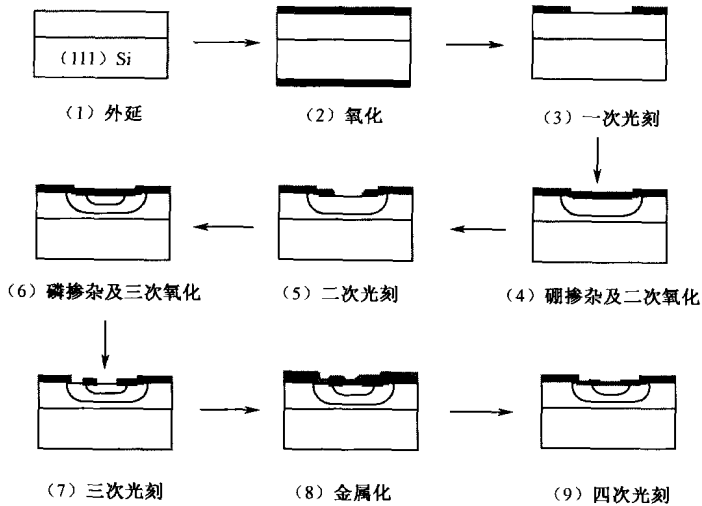 (111) Si
(1) 外延
(2) 氧化
(3) 一次光刻
(4) 硼掺杂及二次氧化
(5) 二次光刻
(6) 磷掺杂及三次氧化
(7) 三次光刻
(8) 金属化
(9) 四次光刻